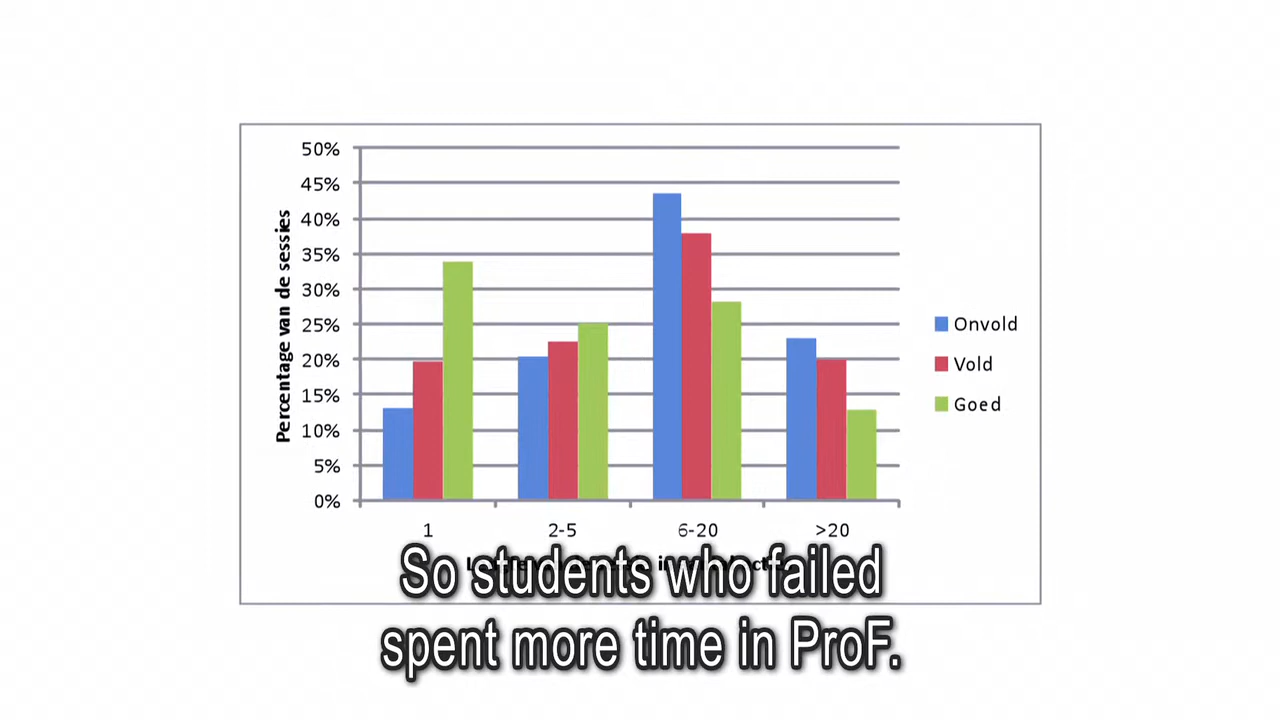 50%
45%
40%
35%
30%
25%
20%
15%
10%
5%
0%
Percentage van de sessies
1 2-5 6-20 >20
Onvold
Vold
Goed
So students who failed
spent more time in ProF.